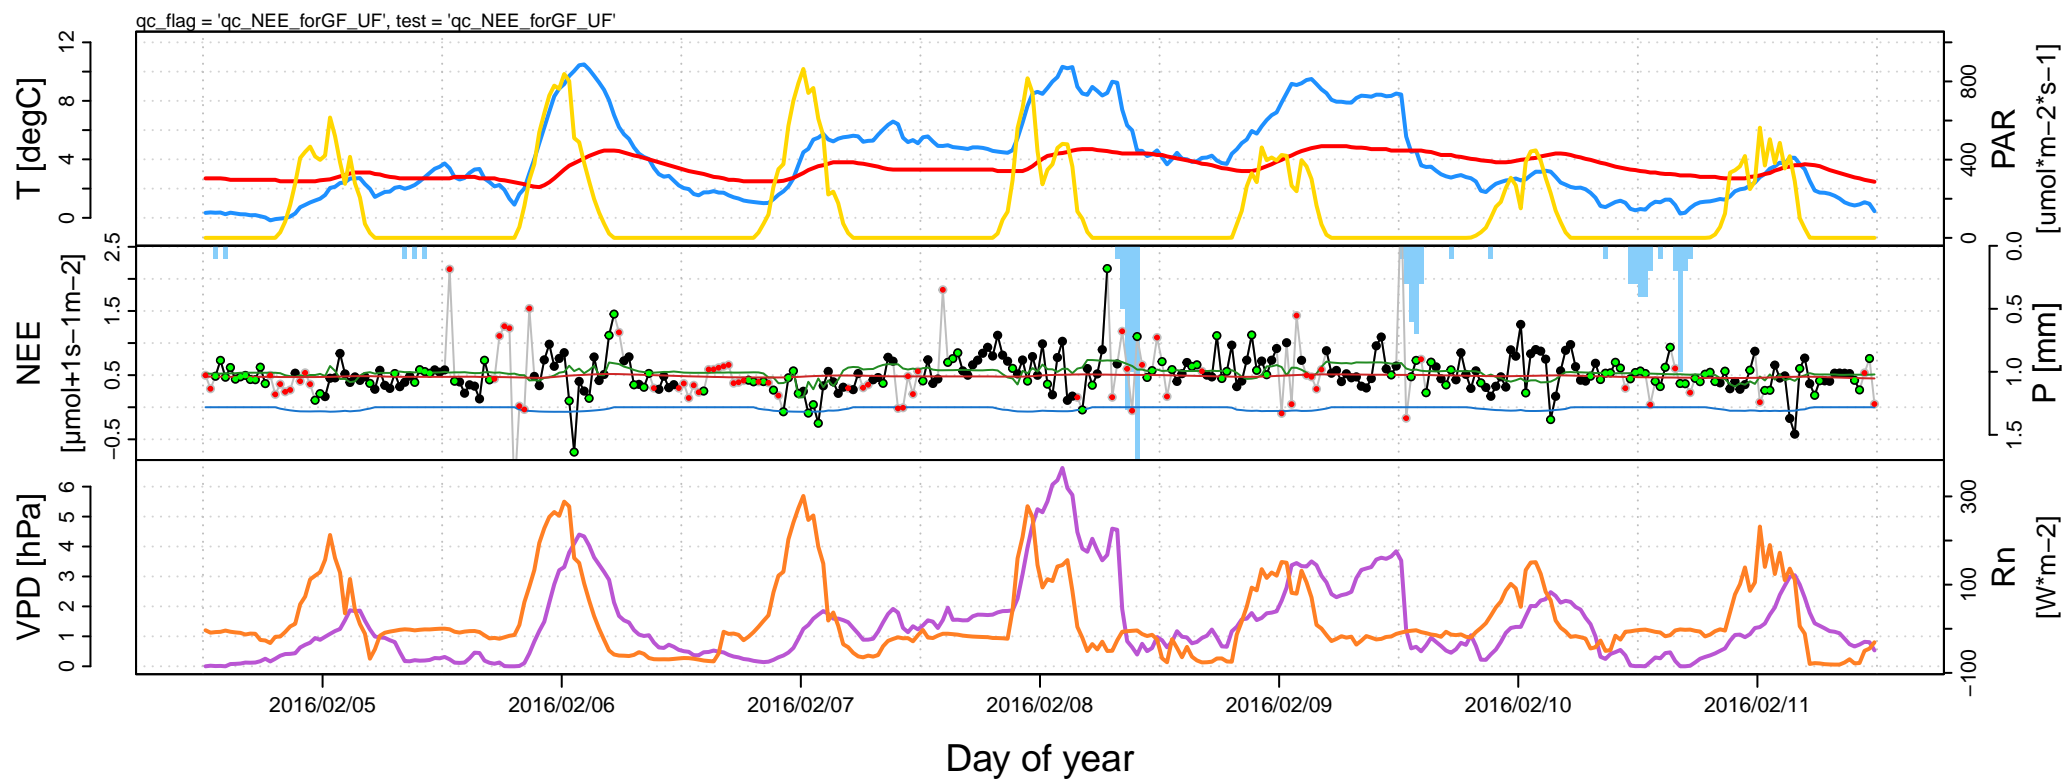 qc_flag = 'qc_NEE_forGF_UF', test = 'qc_NEE_forGF_UF'
T [degC]
0 4 8 12
PAR
[umol*m−2*s−1]
0 400 800
NEE
[µmol+1s−1m−2]
−0.5 0.5 1.5 2.5
P [mm]
0.0 0.5 1.0 1.5
VPD [hPa]
0 1 2 3 4 5 6
Rn
[W*m−2]
−100 100 300
2016/02/05 2016/02/06 2016/02/07 2016/02/08 2016/02/09 2016/02/10 2016/02/11
Day of year